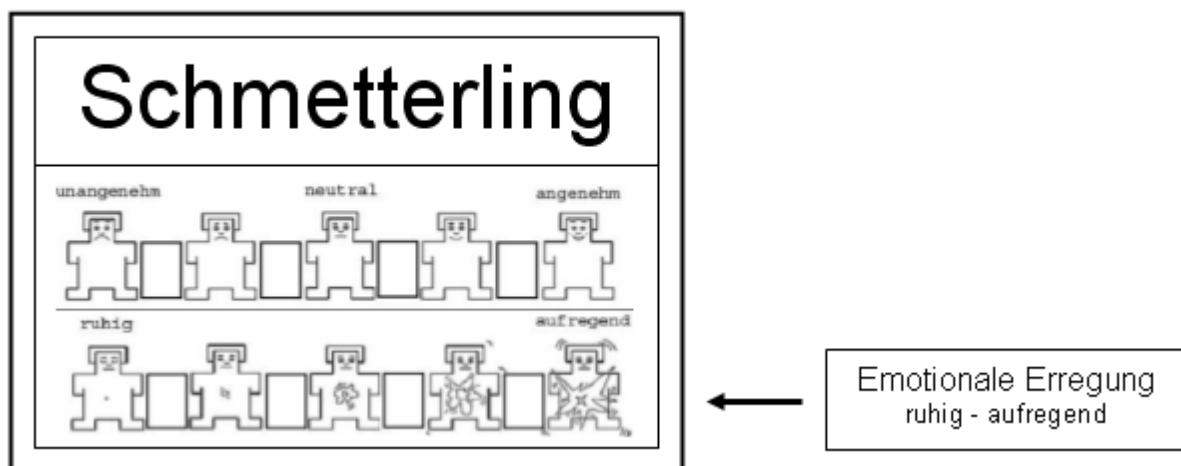 Schmetterling
unangenehm neutral angenehm
ruhig aufregend
Emotionale Erregung
ruhig - aufregend